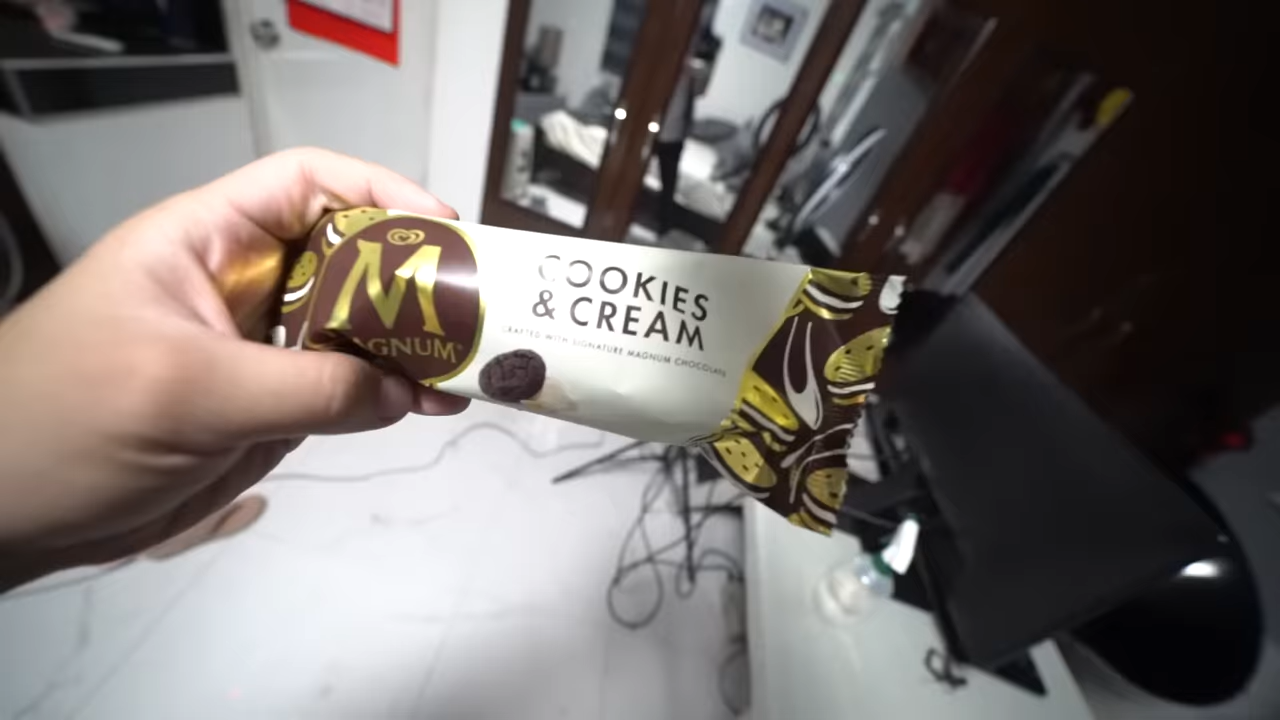 M
MAGNUM
COOKIES
& CREAM
CRAFTED WITH SIGNATURE MAGNUM CHOCOLATE